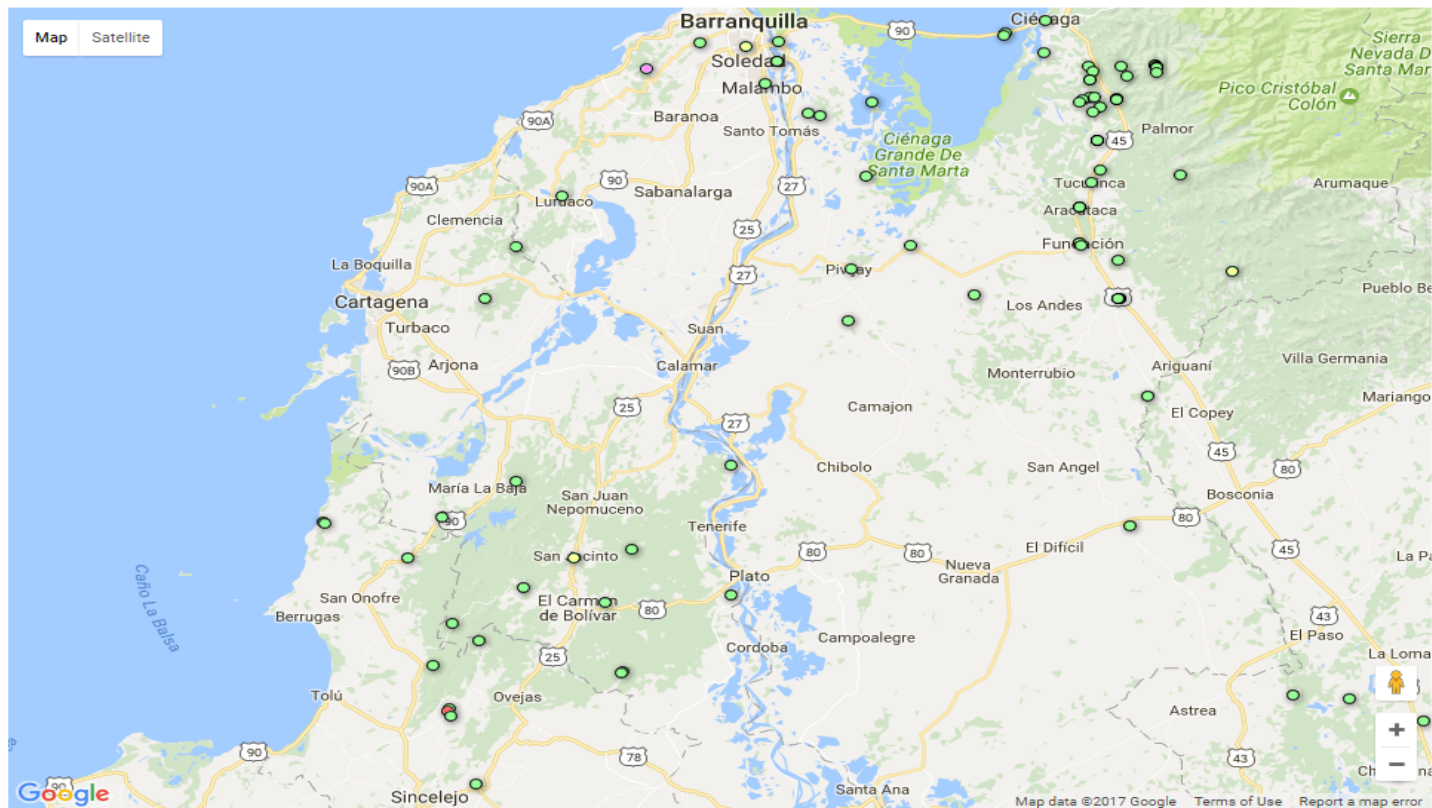 Map Satellite
Barranquilla
Ciénaga
90
Sierra
Nevada D
Santa Mar
Soledad
Malambo
Pico Cristóbal
Colón
90A
Baranoa
Santo Tomás
Palmor
Ciénaga
Grande De
Santa Marta
45
90A
90
Sabanalarga
27
Arumaque
Luruaco
Clemencia
Aracataca
25
Fundación
La Boquilla
27
Pivijay
Pueblo Be
Cartagena
Los Andes
Turbaco
Suan
90B
Arjona
Calamar
Villa Germania
Monterrubio
Ariguaní
25
Camajon
Mariango
27
El Copey
45
Chibolo
San Angel
80
María La Baja
San Juan
Nepomuceno
Bosconia
90
Tenerife
80
San Jacinto
80
80
El Difícil
45
La Pa
Caño La Balsa
Nueva
Granada
Plato
San Onofre
El Carmen
de Bolívar
80
Berrugas
43
El Paso
Campoalegre
Cordoba
25
La Loma
Tolú
Ovejas
Astrea
90
78
43
90
Santa Ana
Sincelejo
Google
Map data ©2017 Google Terms of Use Report a map error